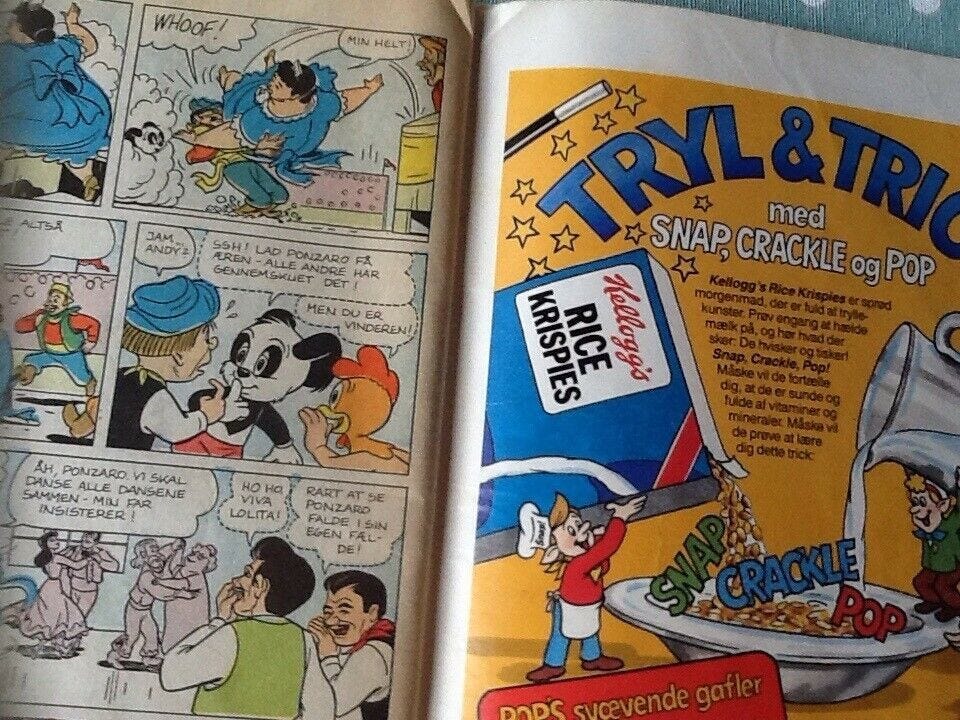 WHOOF!
MIN HELT!
ALTSÅ
JAM,
ANDY?
SSH! LAD PONZARO FÅ
ÆREN - ALLE ANDRE HAR
GENNEMSKUET DET!
MEN DU ER
VINDEREN!
ÅH, PONZARO. VI SKAL
DANSE ALLE DANSENE
SAMMEN - MIN FAR
INSISTERER!
HO HO,
VIVA
LOLITA!
RART AT SE
PONZARO
FALDE I SIN
EGEN FÆL-
DE!
TRYL & TRIC
med
SNAP, CRACKLE og POP
Kellogg's Rice Krispies er sprød
morgenmad, der er fuld af trylle-
kunster. Prøv engang at hælde
mælk på, og hør hvad der
sker: De hvisker og tisker!
Snap, Crackle, Pop!
Måske vil de fortælle
dig, at de er sunde og
fulde af vitaminer og
mineraler. Måske vil
de prøve at lære
dig dette trick:
Kellogg's
RICE
KRISPIES
SNAP
CRACKLE
POP
POP'S svævende gafler